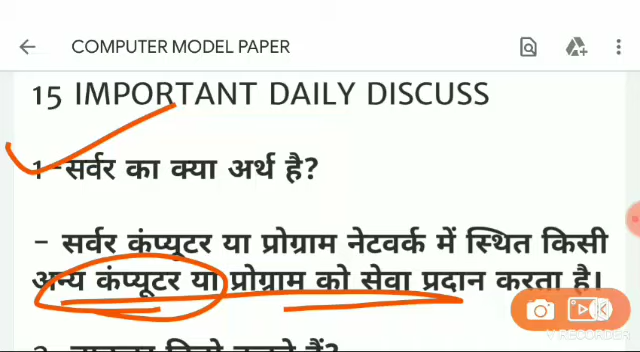 COMPUTER MODEL PAPER
15 IMPORTANT DAILY DISCUSS
1-सर्वर का क्या अर्थ है?
- सर्वर कंप्यूटर या प्रोग्राम नेटवर्क में स्थित किसी
अन्य कंप्यूटर या प्रोग्राम को सेवा प्रदान करता है।
V RECORDER